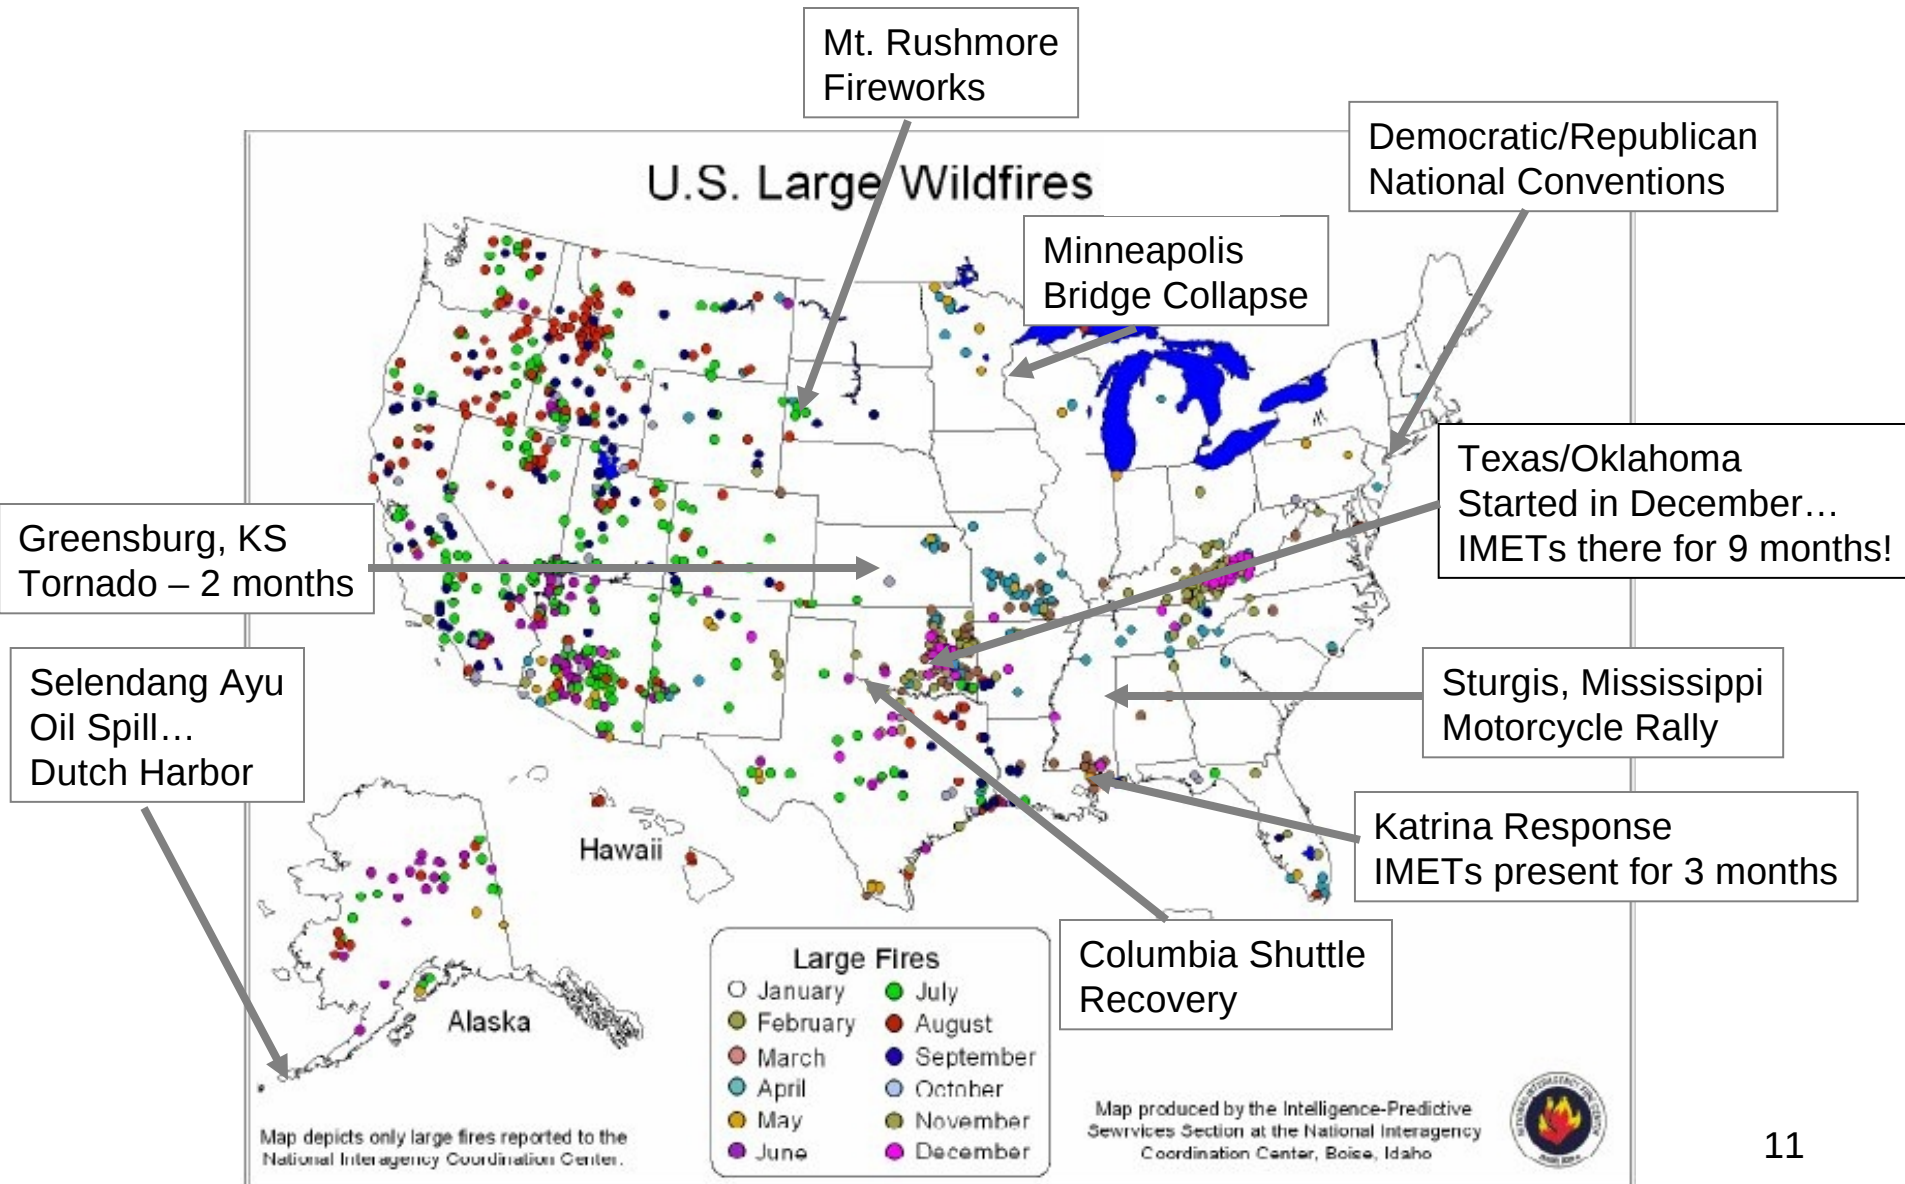 Mt. Rushmore
Fireworks
Democratic/Republican
National Conventions
U.S. Large Wildfires
Minneapolis
Bridge Collapse
Texas/Oklahoma
Started in December…
IMETs there for 9 months!
Greensburg, KS
Tornado – 2 months
Selendang Ayu
Oil Spill…
Dutch Harbor
Sturgis, Mississippi
Motorcycle Rally
Katrina Response
IMETs present for 3 months
Hawaii
Columbia Shuttle
Recovery
Alaska
Large Fires
January
February
March
April
May
June
July
August
September
October
November
December
Map depicts only large fires reported to the
National Interagency Coordination Center.
Map produced by the Intelligence-Predictive
Sewrvices Section at the National Interagency
Coordination Center, Boise, Idaho
11